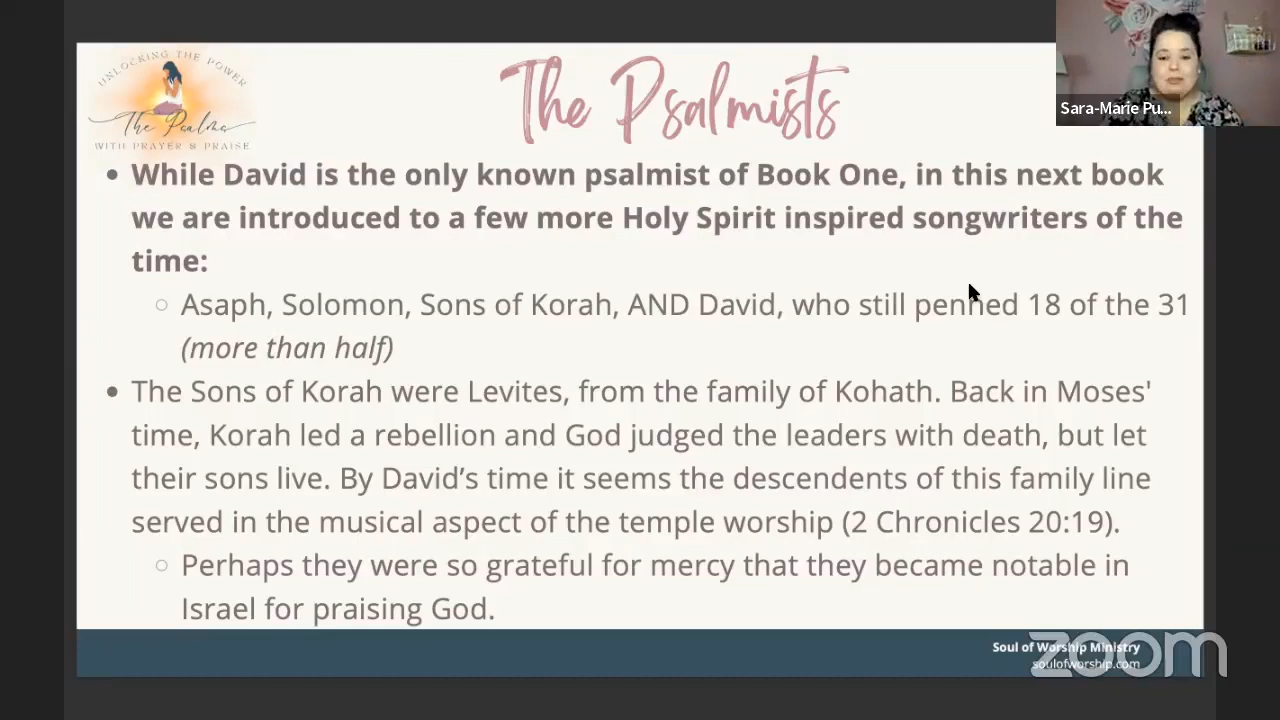 UNLOCKING THE POWER
The Psalms
WITH PRAYER & PRAISE
The Psalmists
Sara-Marie Pu...
• While David is the only known psalmist of Book One, in this next book
we are introduced to a few more Holy Spirit inspired songwriters of the
time:
○ Asaph, Solomon, Sons of Korah, AND David, who still penned 18 of the 31
(more than half)
• The Sons of Korah were Levites, from the family of Kohath. Back in Moses'
time, Korah led a rebellion and God judged the leaders with death, but let
their sons live. By David’s time it seems the descendents of this family line
served in the musical aspect of the temple worship (2 Chronicles 20:19).
○ Perhaps they were so grateful for mercy that they became notable in
Israel for praising God.
Soul of Worship Ministry
soulofworship.com
zoom